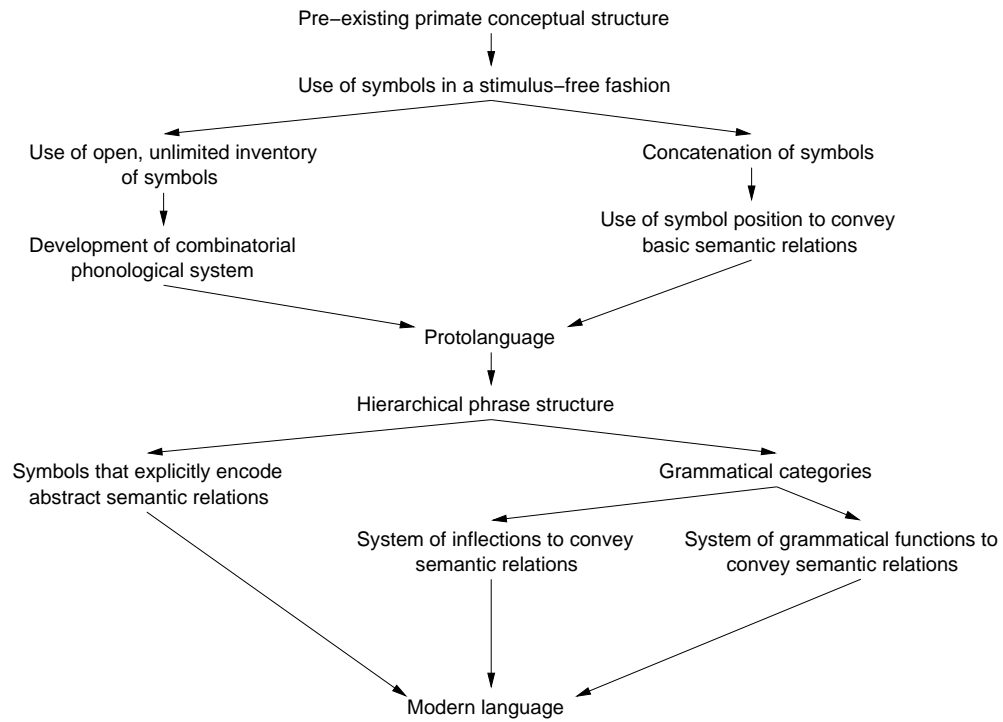 Pre−existing primate conceptual structure
Use of symbols in a stimulus−free fashion
Use of open, unlimited inventory
of symbols
Concatenation of symbols
Development of combinatorial
phonological system
Use of symbol position to convey
basic semantic relations
Protolanguage
Hierarchical phrase structure
Symbols that explicitly encode
abstract semantic relations
Grammatical categories
System of inflections to convey
semantic relations
System of grammatical functions to
convey semantic relations
Modern language